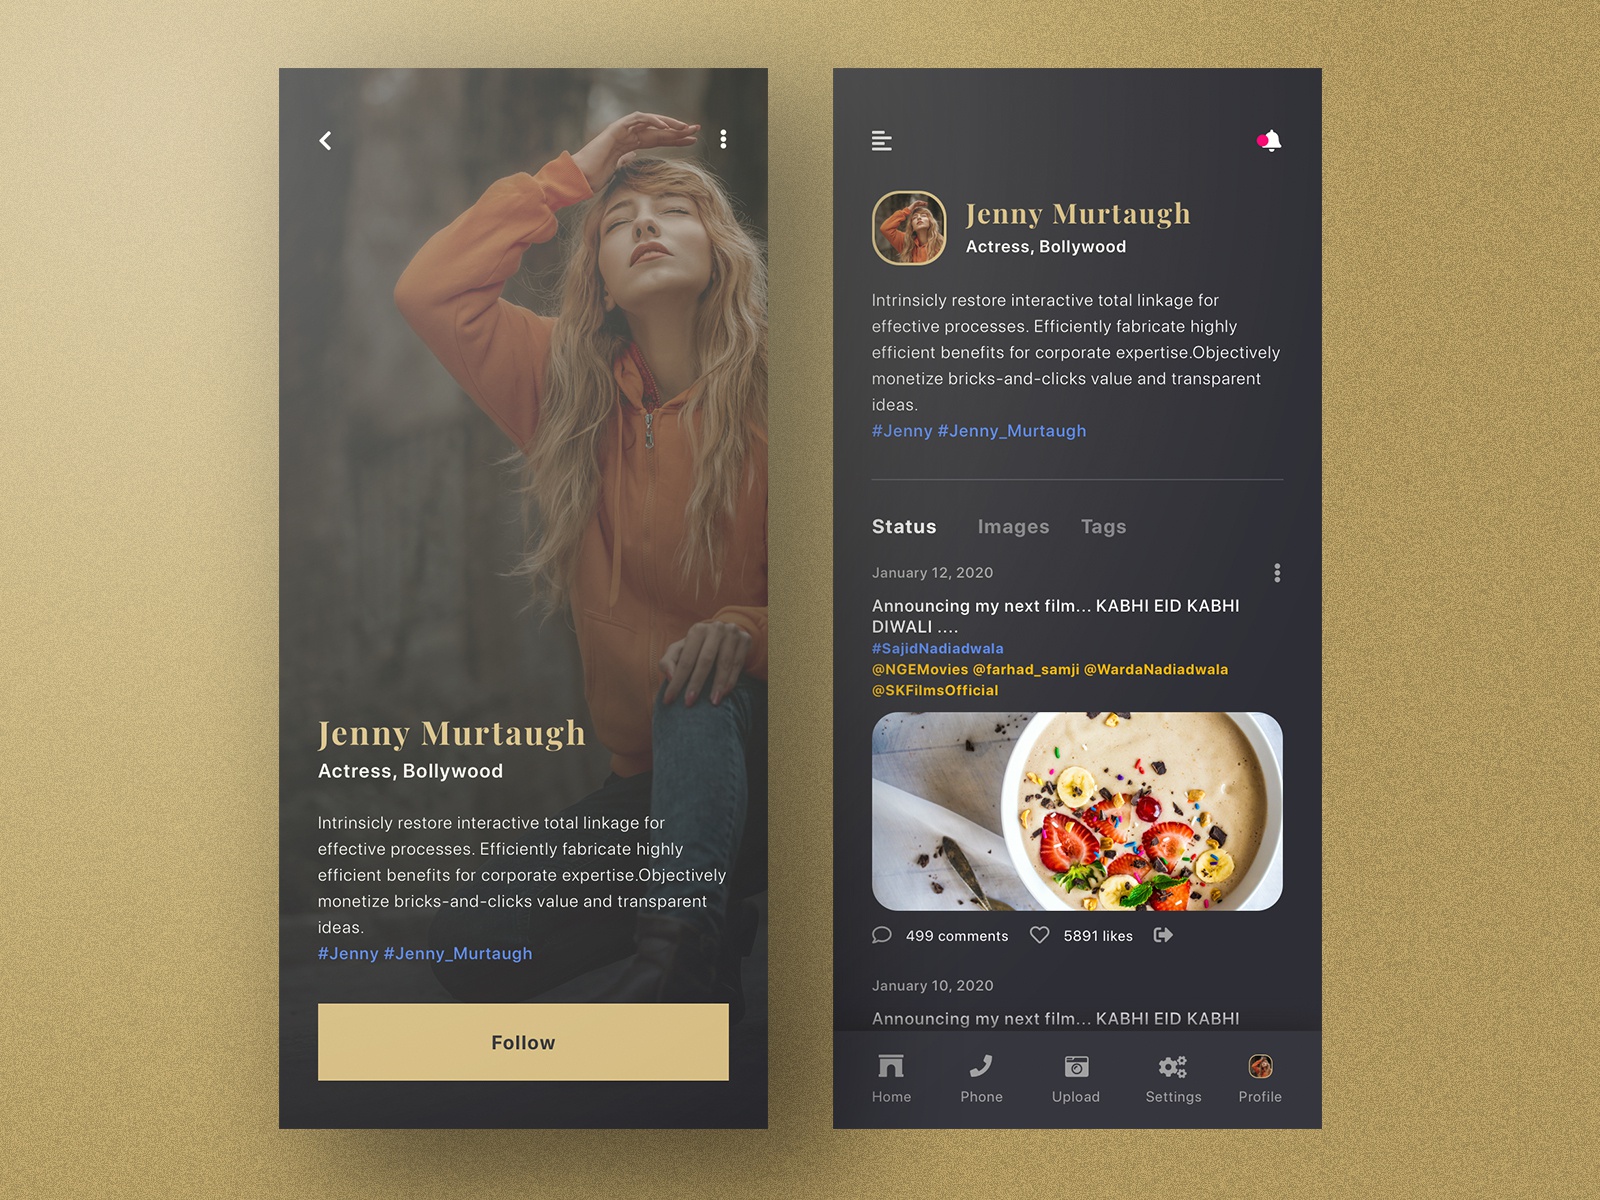 Jenny Murtaugh
Actress, Bollywood
Intrinsicly restore interactive total linkage for
effective processes. Efficiently fabricate highly
efficient benefits for corporate expertise.Objectively
monetize bricks-and-clicks value and transparent
ideas.
#Jenny #Jenny_Murtaugh
Follow
Jenny Murtaugh
Actress, Bollywood
Intrinsicly restore interactive total linkage for
effective processes. Efficiently fabricate highly
efficient benefits for corporate expertise.Objectively
monetize bricks-and-clicks value and transparent
ideas.
#Jenny #Jenny_Murtaugh
Status Images Tags
January 12, 2020
Announcing my next film... KABHI EID KABHI
DIWALI ....
#SajidNadiadwala
@NGEMovies @farhad_samji @WardaNadiadwala
@SKFilmsOfficial
499 comments 5891 likes
January 10, 2020
Announcing my next film... KABHI EID KABHI
Home Phone Upload Settings Profile